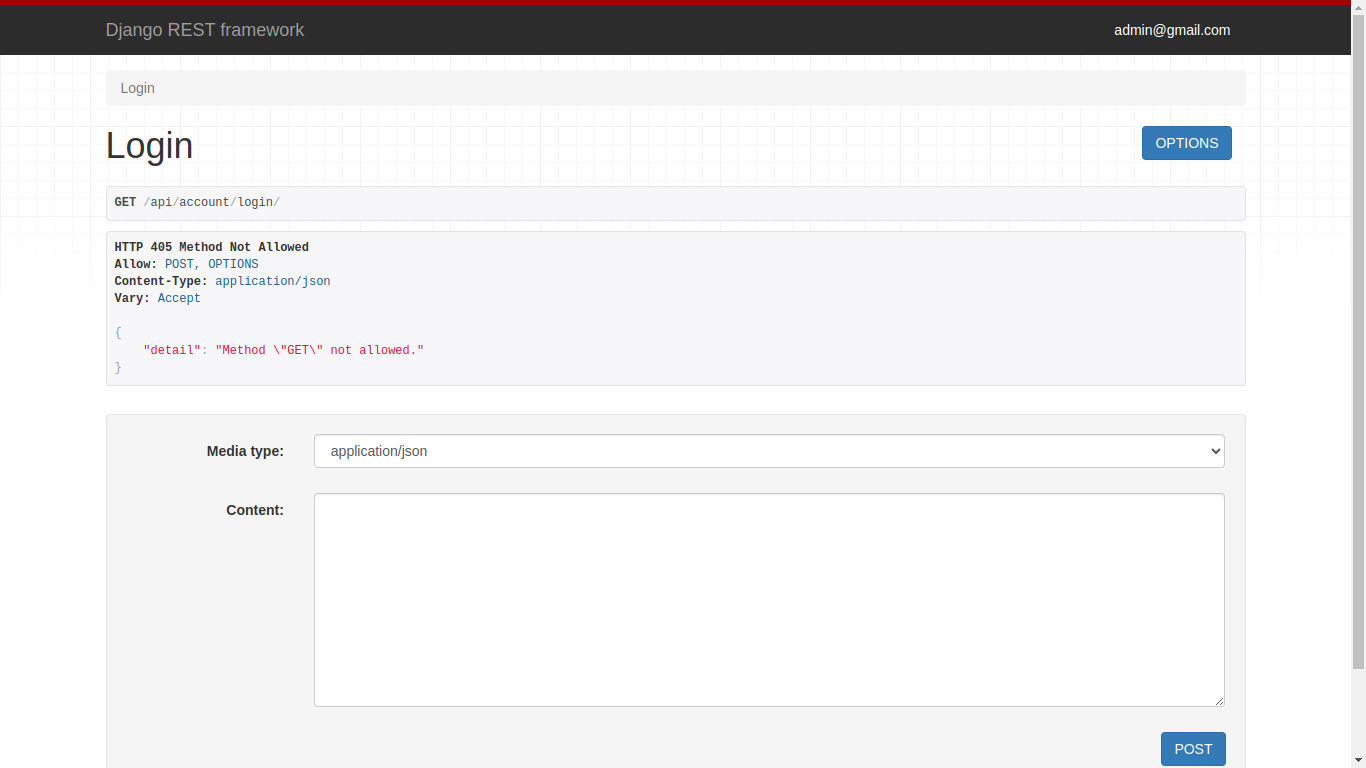 Django REST framework
admin@gmail.com
Login
Login
OPTIONS
GET /api/account/login/
HTTP 405 Method Not Allowed
Allow: POST, OPTIONS
Content-Type: application/json
Vary: Accept
{
    "detail": "Method \"GET\" not allowed."
}
Media type:
application/json
Content:
POST